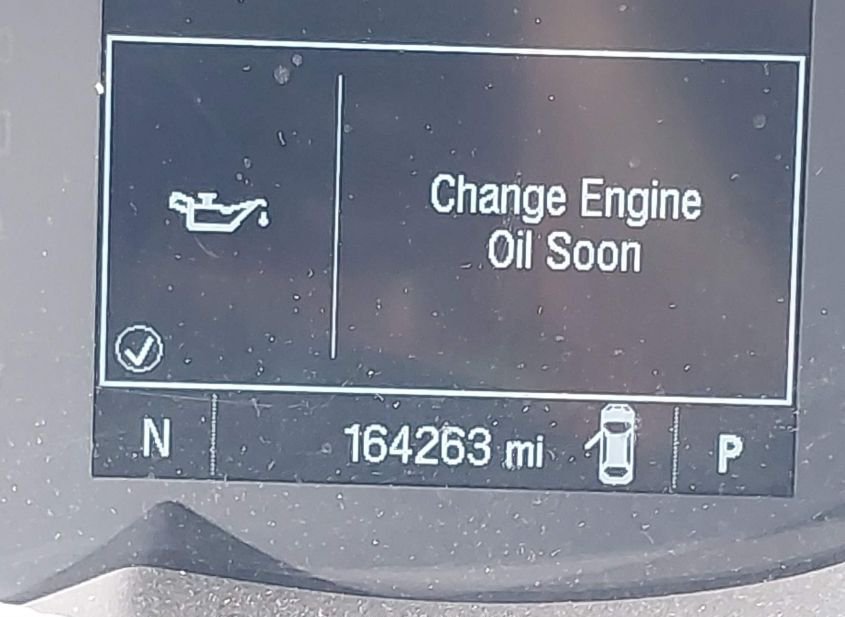 Change Engine
Oil Soon
N 164263 mi P